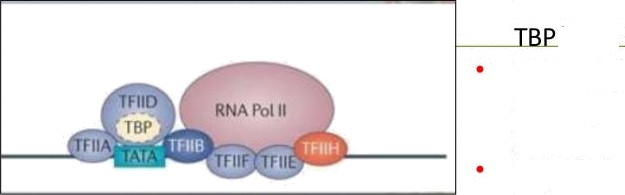 TBP
TFIID
TBP
RNA Pol II
TFIIA
TATA
TFIIB
TFIIF
TFIIE
TFIIH